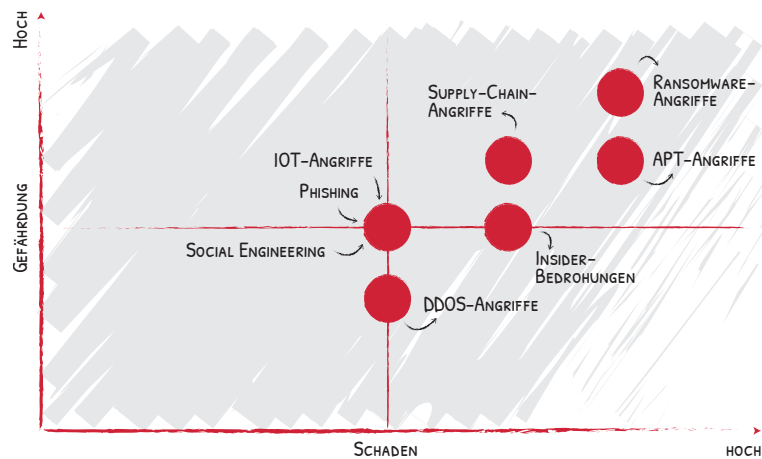 Hoch
Ransomware-
Angriffe
Supply-Chain-
Angriffe
IOT-Angriffe
APT-Angriffe
Phishing
Gefährdung
Social Engineering
Insider-
Bedrohungen
DDOS-Angriffe
Schaden
hoch